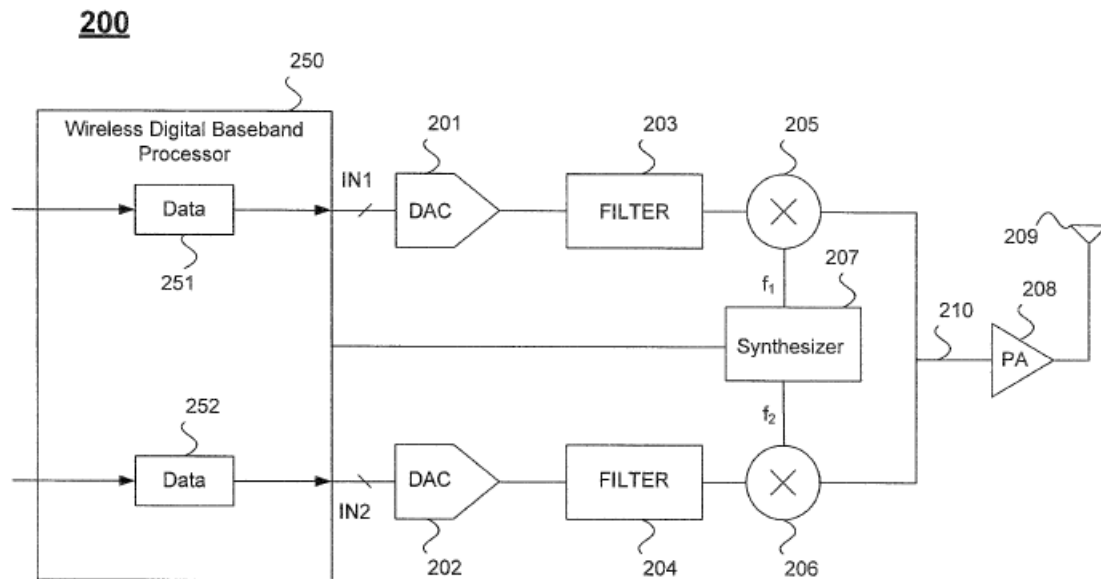 200
250
Wireless Digital Baseband
Processor
201
203
205
IN1
Data
DAC
FILTER
209
251
207
f1
208
210
Synthesizer
PA
252
f2
Data
DAC
FILTER
IN2
202
204
206